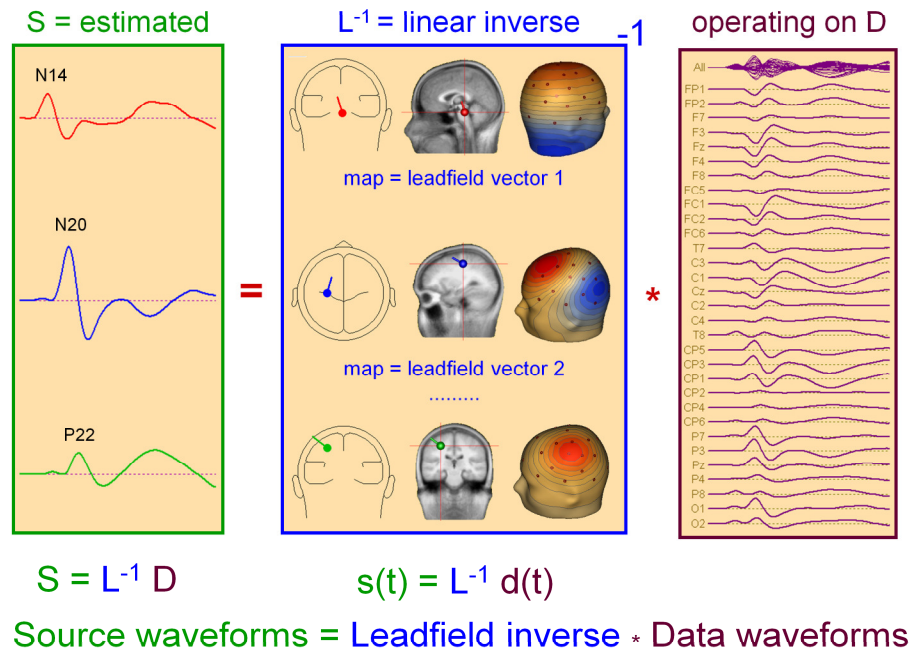 S = estimated
L⁻¹ = linear inverse
-1
operating on D
N14
N20
P22
=
map = leadfield vector 1
map = leadfield vector 2
.........
*
All
FP1
FP2
F7
F3
Fz
F4
F8
FC5
FC1
FC2
FC6
T7
C3
C1
Cz
C2
C4
T8
CP5
CP3
CP1
CP2
CP4
CP6
P7
P3
Pz
P4
P8
O1
O2
S = L⁻¹ D
s(t) = L⁻¹ d(t)
Source waveforms = Leadfield inverse * Data waveforms